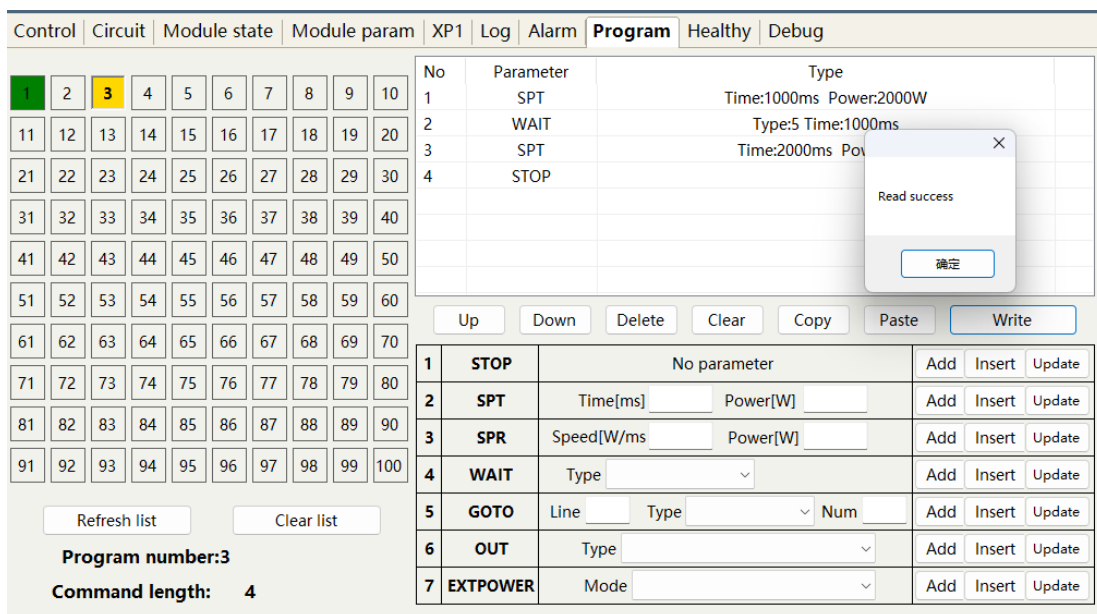 Control Circuit Module state Module param XP1 Log Alarm Program Healthy Debug
1 2 3 4 5 6 7 8 9 10
11 12 13 14 15 16 17 18 19 20
21 22 23 24 25 26 27 28 29 30
31 32 33 34 35 36 37 38 39 40
41 42 43 44 45 46 47 48 49 50
51 52 53 54 55 56 57 58 59 60
61 62 63 64 65 66 67 68 69 70
71 72 73 74 75 76 77 78 79 80
81 82 83 84 85 86 87 88 89 90
91 92 93 94 95 96 97 98 99 100
Refresh list Clear list
Program number:3
Command length: 4
No Parameter Type
1 SPT Time:1000ms Power:2000W
2 WAIT Type:5 Time:1000ms
3 SPT Time:2000ms
4 STOP
Read success
确定
Up Down Delete Clear Copy Paste Write
1 STOP No parameter Add Insert Update
2 SPT Time[ms] Power[W] Add Insert Update
3 SPR Speed[W/ms Power[W] Add Insert Update
4 WAIT Type Add Insert Update
5 GOTO Line Type Num Add Insert Update
6 OUT Type Add Insert Update
7 EXTPOWER Mode Add Insert Update